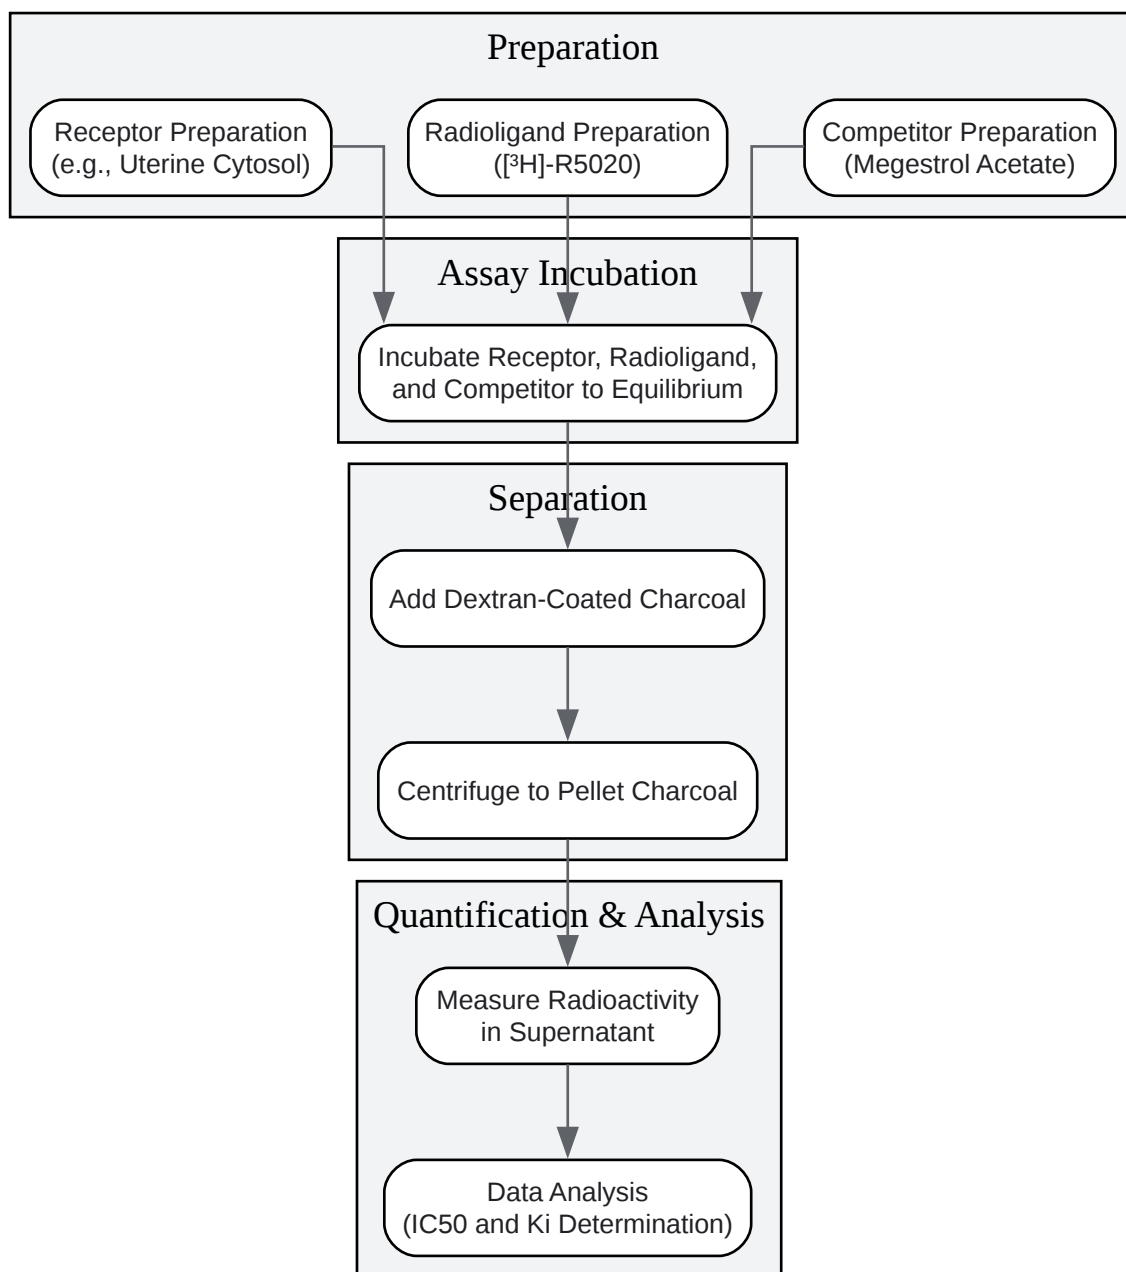 Preparation
Receptor Preparation
(e.g., Uterine Cytosol)
Radioligand Preparation
([³H]-R5020)
Competitor Preparation
(Megestrol Acetate)
Assay Incubation
Incubate Receptor, Radioligand,
and Competitor to Equilibrium
Separation
Add Dextran-Coated Charcoal
Centrifuge to Pellet Charcoal
Quantification & Analysis
Measure Radioactivity
in Supernatant
Data Analysis
(IC50 and Ki Determination)